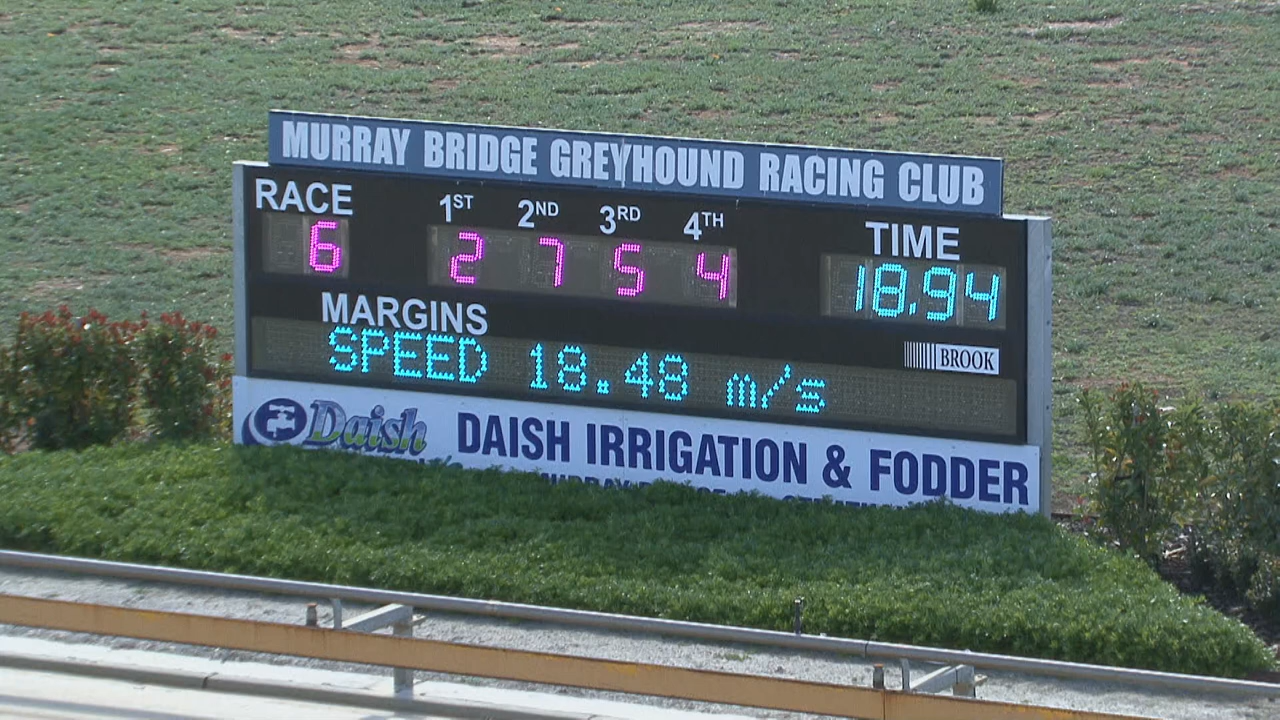 MURRAY BRIDGE GREYHOUND RACING CLUB
RACE 1ST 2ND 3RD 4TH TIME
6 2 7 5 4 18.94
MARGINS
BROOK
SPEED 18.48 m/s
Daish DAISH IRRIGATION & FODDER